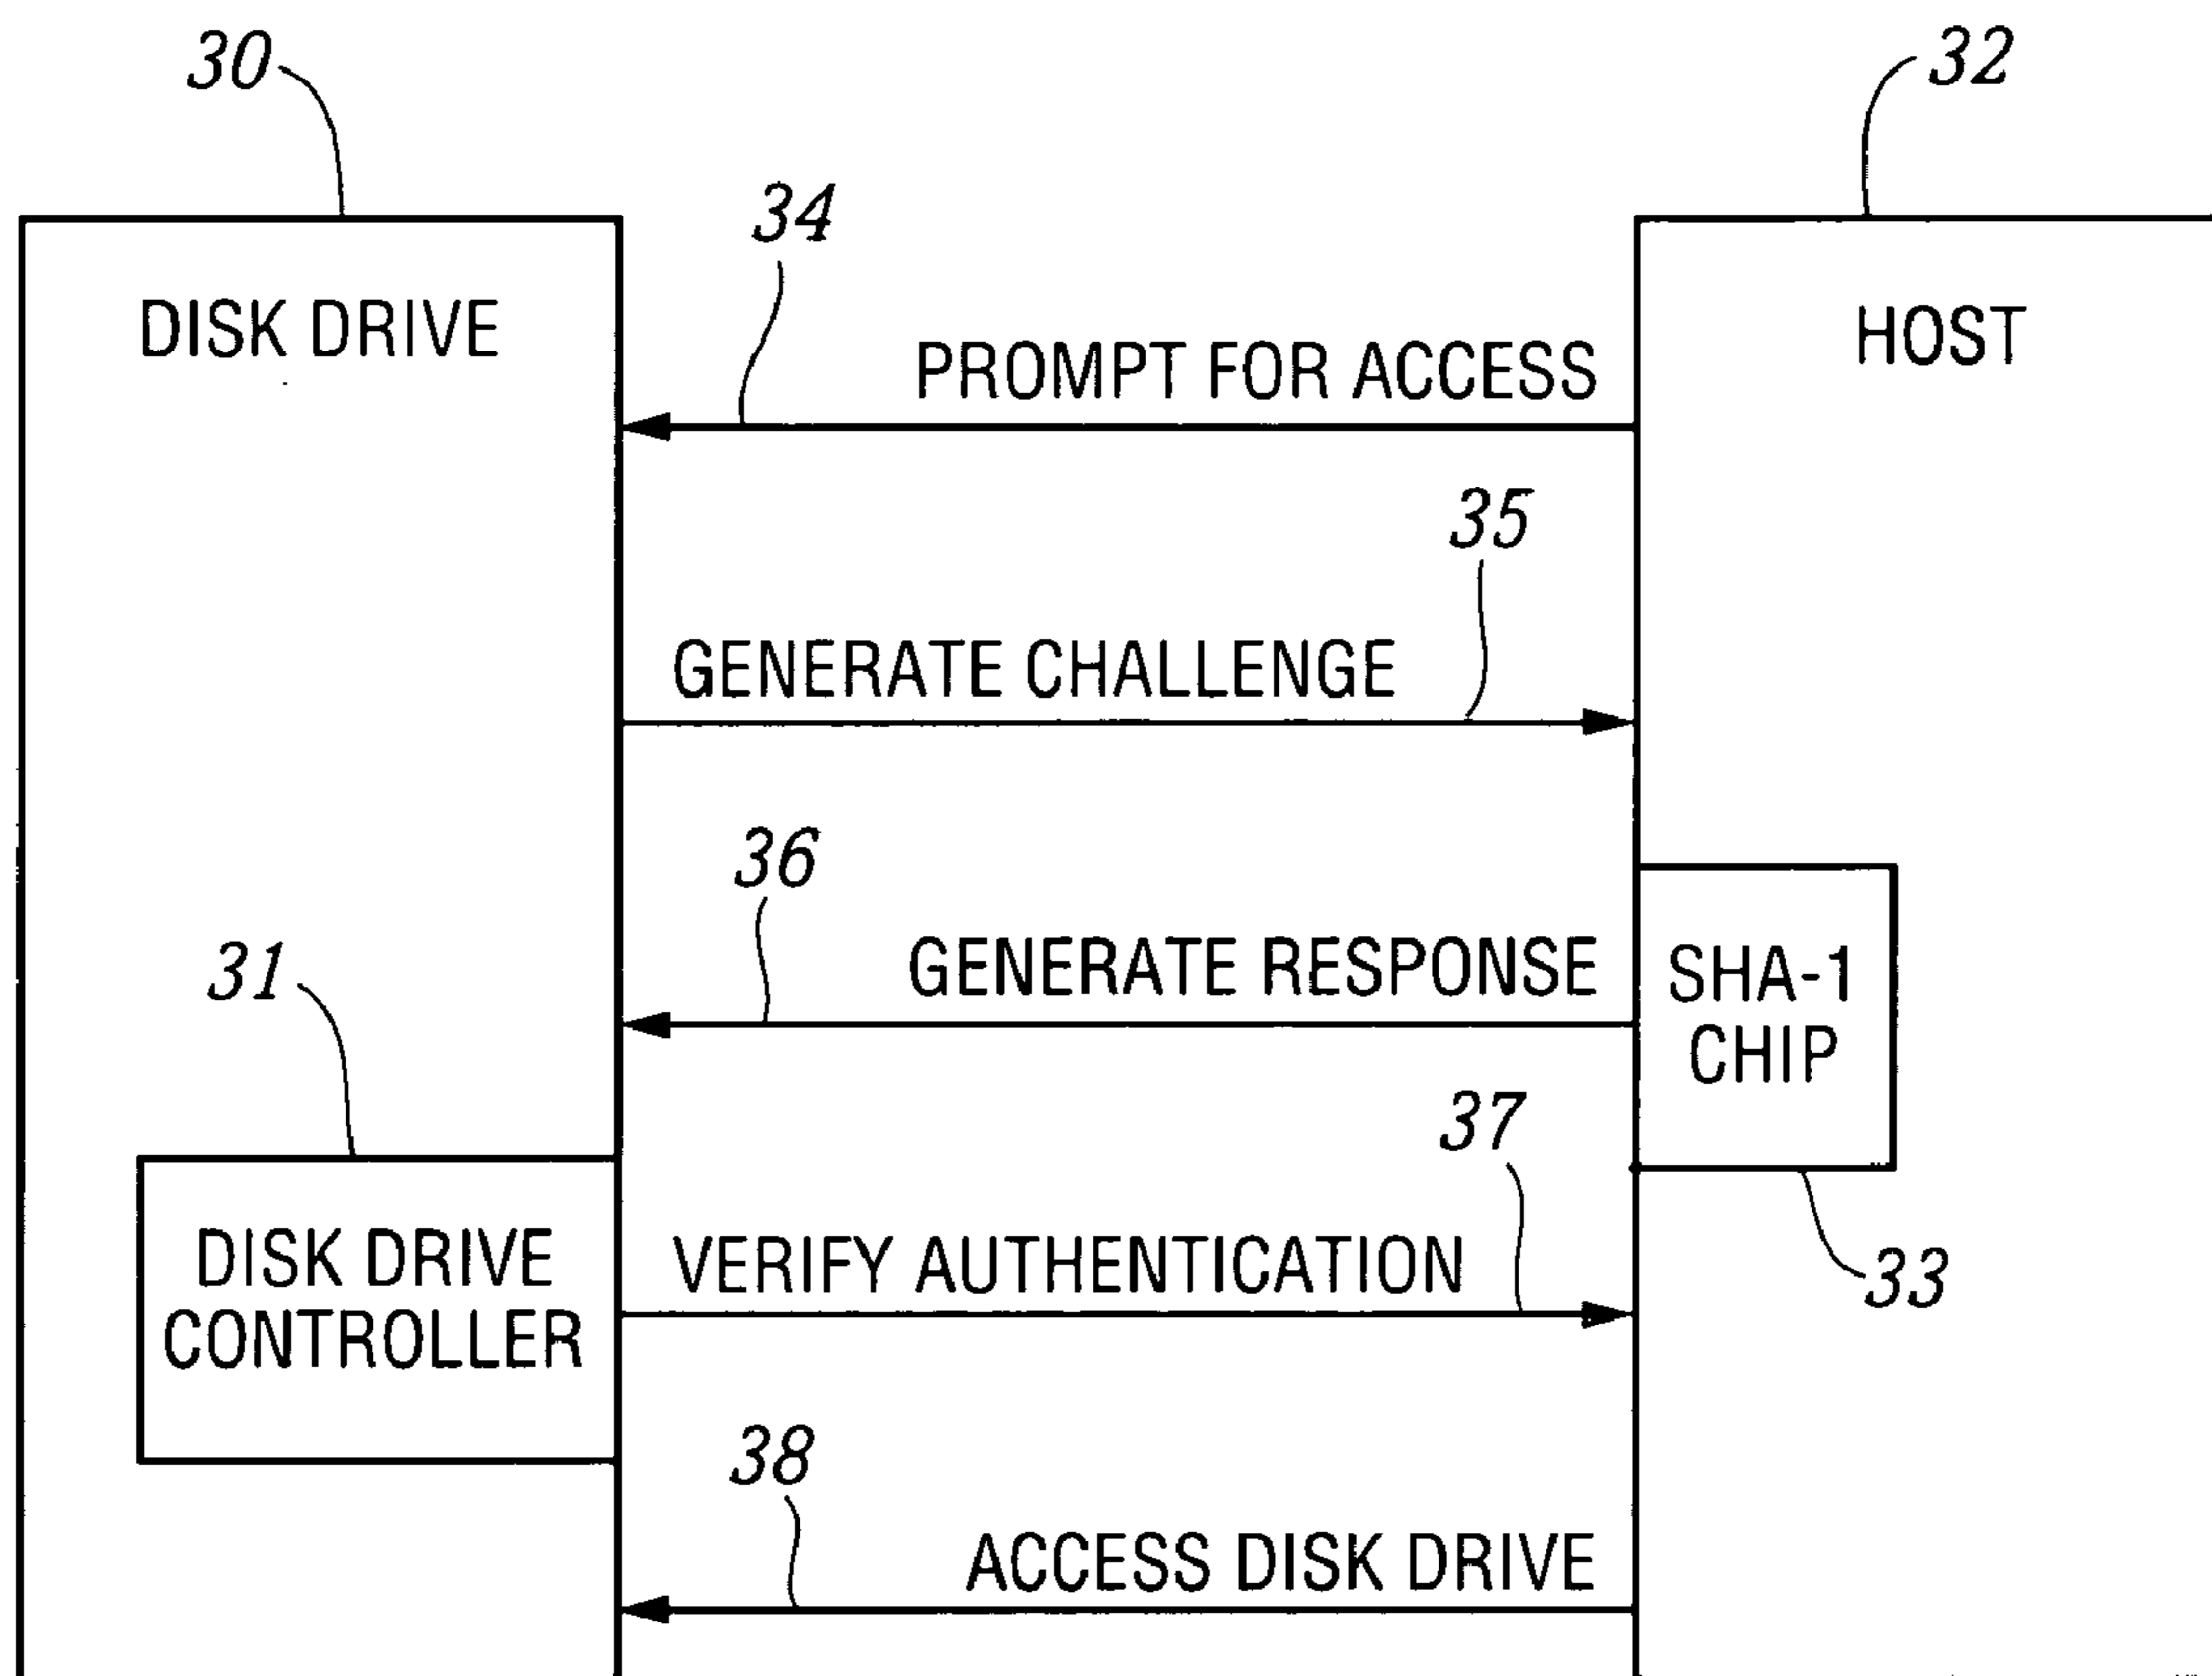 30
32
34
DISK DRIVE
HOST
PROMPT FOR ACCESS
35
GENERATE CHALLENGE
36
31
GENERATE RESPONSE
SHA-1
CHIP
37
DISK DRIVE
CONTROLLER
VERIFY AUTHENTICATION
33
38
ACCESS DISK DRIVE